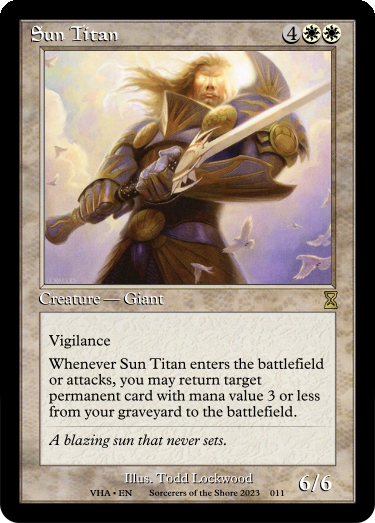 Sun Titan 4
Creature — Giant
Vigilance
Whenever Sun Titan enters the battlefield
or attacks, you may return target
permanent card with mana value 3 or less
from your graveyard to the battlefield.
A blazing sun that never sets.
Illus. Todd Lockwood
6/6
VHA • EN Sorcerers of the Shore 2023 011